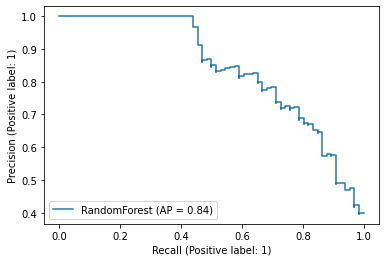 1.0
0.9
0.8
0.7
0.6
0.5
0.4
Precision (Positive label: 1)
RandomForest (AP = 0.84)
0.0 0.2 0.4 0.6 0.8 1.0
Recall (Positive label: 1)